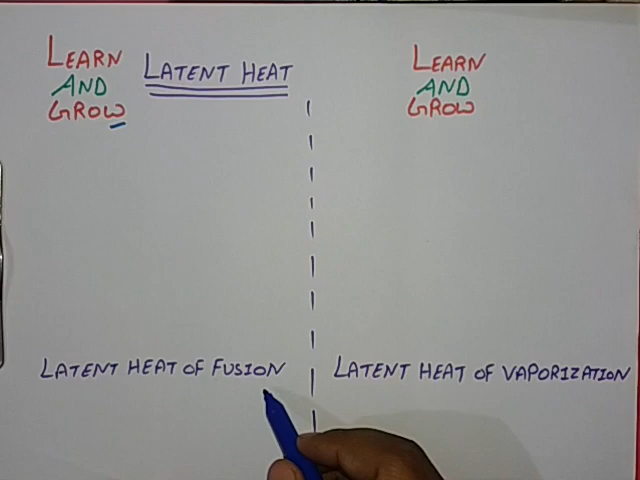 LEARN
AND
GROW
LATENT HEAT
LEARN
AND
GROW
LATENT HEAT OF FUSION
LATENT HEAT OF VAPORIZATION